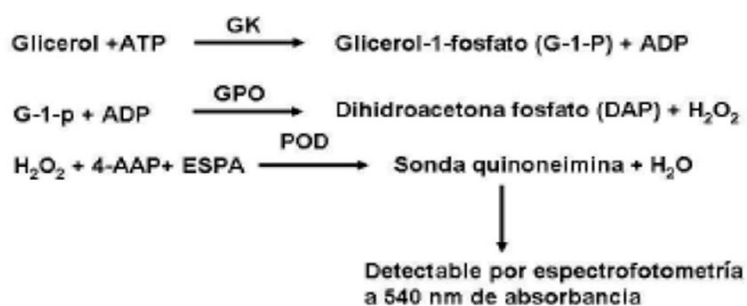 GK
Glicerol +ATP Glicerol-1-fosfato (G-1-P) + ADP
GPO
G-1-p + ADP Dihidroacetona fosfato (DAP) + H₂O₂
POD
H₂O₂ + 4-AAP+ ESPA Sonda quinoneimina + H₂O
Detectable por espectrofotometría
a 540 nm de absorbancia